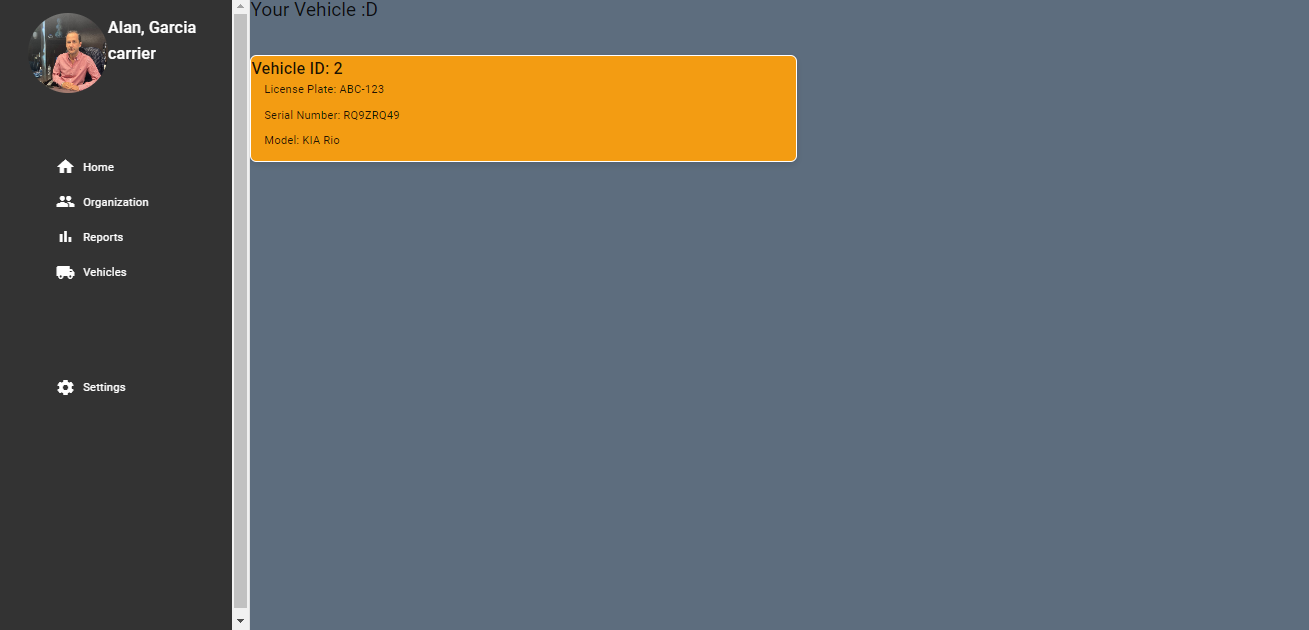 Alan, Garcia
carrier
Home
Organization
Reports
Vehicles
Settings
Your Vehicle :D
Vehicle ID: 2
License Plate: ABC-123
Serial Number: RQ9ZRQ49
Model: KIA Rio